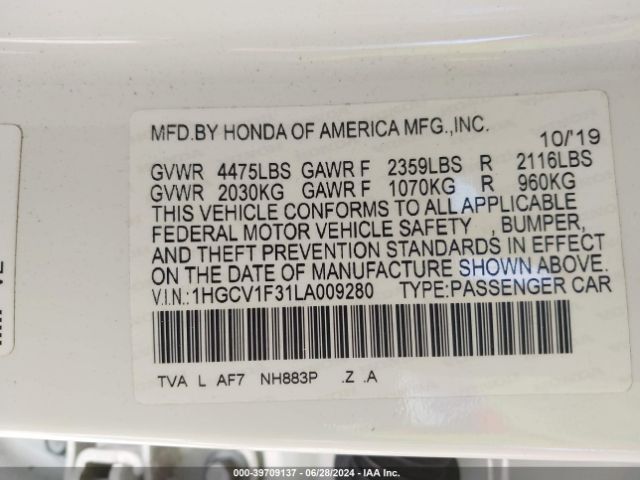 MFD.BY HONDA OF AMERICA MFG.,INC.
10/'19
GVWR 4475LBS GAWR F 2359LBS R 2116LBS
GVWR 2030KG GAWR F 1070KG R 960KG
THIS VEHICLE CONFORMS TO ALL APPLICABLE
FEDERAL MOTOR VEHICLE SAFETY , BUMPER,
AND THEFT PREVENTION STANDARDS IN EFFECT
ON THE DATE OF MANUFACTURE SHOWN ABOVE.
V.I.N.:1HGCV1F31LA009280 TYPE:PASSENGER CAR
TVA L AF7 NH883P .Z .A
000-39709137 - 06/28/2024 - IAA Inc.